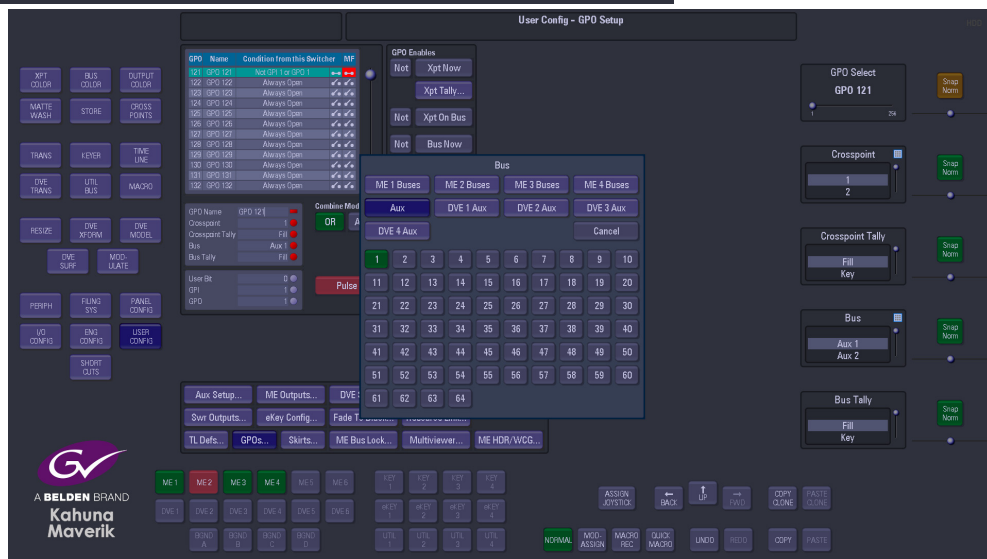 User Config - GPO Setup
GPO Name Condition from this Switcher MF
121 GPO 121 Not GPI 1 or GPO 1
122 GPO 122 Always Open
123 GPO 123 Always Open
124 GPO 124 Always Open
125 GPO 125 Always Open
126 GPO 126 Always Open
127 GPO 127 Always Open
128 GPO 128 Always Open
129 GPO 129 Always Open
130 GPO 130 Always Open
131 GPO 131 Always Open
132 GPO 132 Always Open
GPO Enables
Not Xpt Now
Xpt Tally...
Not Xpt On Bus
Not Bus Now
XPT COLOR
BUS COLOR
OUTPUT COLOR
MATTE WASH
STORE
CROSS POINTS
TRANS
KEYER
TIME LINE
DVE TRANS
UTIL BUS
MACRO
RESIZE
DVE XFORM
DVE MODEL
DVE SURF
MOD-ULATE
PERIPH
FILING SYS
PANEL CONFIG
I/O CONFIG
ENG CONFIG
USER CONFIG
SHORT CUTS
GPO Name GPO 121
Crosspoint 1
Crosspoint Tally Fill
Bus Aux 1
Bus Tally Fill
User Bit 0
GPI 1
GPO 1
Combine Mod
OR A
Pulse
Bus
ME 1 Buses ME 2 Buses ME 3 Buses ME 4 Buses
Aux DVE 1 Aux DVE 2 Aux DVE 3 Aux
DVE 4 Aux Cancel
1 2 3 4 5 6 7 8 9 10
11 12 13 14 15 16 17 18 19 20
21 22 23 24 25 26 27 28 29 30
31 32 33 34 35 36 37 38 39 40
41 42 43 44 45 46 47 48 49 50
51 52 53 54 55 56 57 58 59 60
61 62 63 64
Aux Setup... ME Outputs... DVE
Swr Outputs... eKey Config... Fade To
TL Defs... GPOs... Skirts... ME Bus Lock... Multiviewer... ME HDR/WCG...
GPO Select
GPO 121
1 256
Snap Norm
Crosspoint
1
2
Snap Norm
Crosspoint Tally
Fill
Key
Snap Norm
Bus
Aux 1
Aux 2
Snap Norm
Bus Tally
Fill
Key
Snap Norm
GV
A BELDEN BRAND
Kahuna
Maverik
ME 1 ME 2 ME 3 ME 4 ME 5 ME 6
DVE 1 DVE 2 DVE 3 DVE 4 DVE 5 DVE 6
BGND A BGND B BGND C BGND D
KEY 1 KEY 2 KEY 3 KEY 4
eKEY 1 eKEY 2 eKEY 3 eKEY 4
UTIL 1 UTIL 2 UTIL 3 UTIL 4
ASSIGN JOYSTICK BACK UP FWD COPY CLONE PASTE CLONE
NORMAL MOD-ASSIGN MACRO REC QUICK MACRO UNDO REDO COPY PASTE